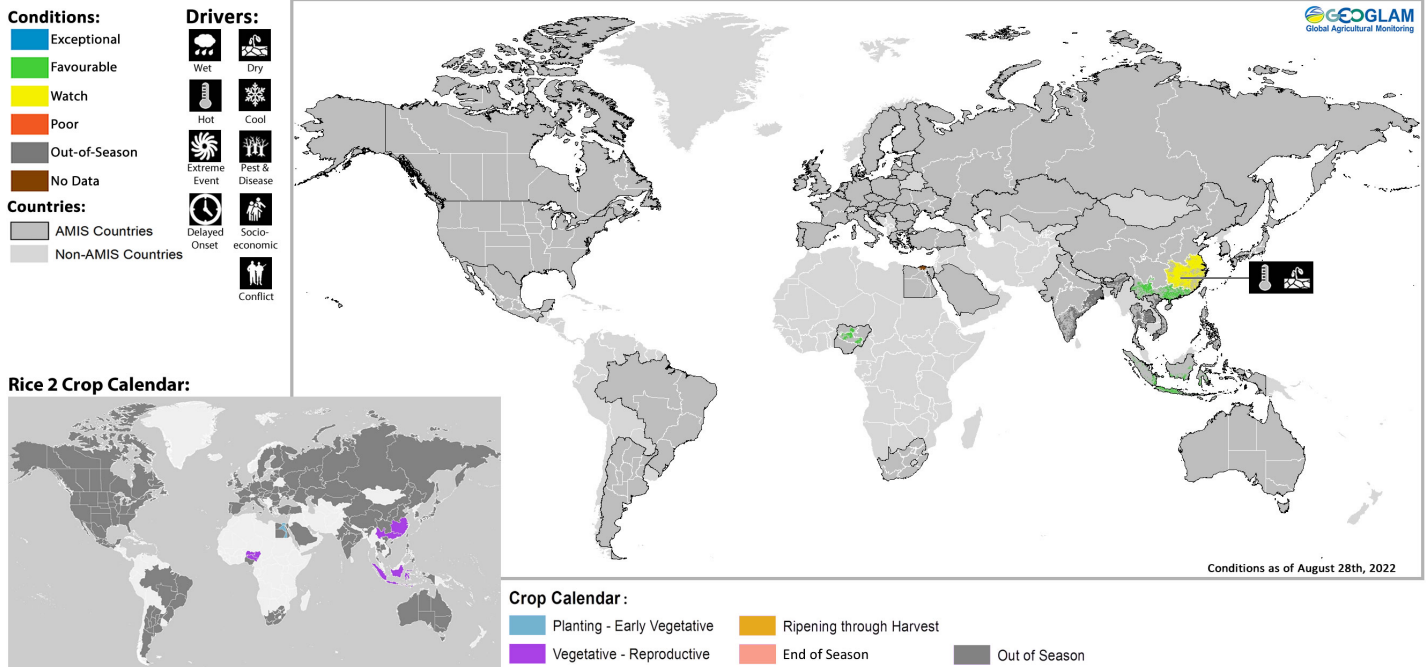 Conditions:
Exceptional
Favourable
Watch
Poor
Out-of-Season
No Data
Countries:
AMIS Countries
Non-AMIS Countries
Drivers:
Wet
Dry
Hot
Cool
Extreme
Event
Pest &
Disease
Delayed
Onset
Socio-
economic
Conflict
GEOGLAM
Global Agricultural Monitoring
Conditions as of August 28th, 2022
Rice 2 Crop Calendar:
Crop Calendar :
Planting - Early Vegetative
Ripening through Harvest
Vegetative - Reproductive
End of Season
Out of Season